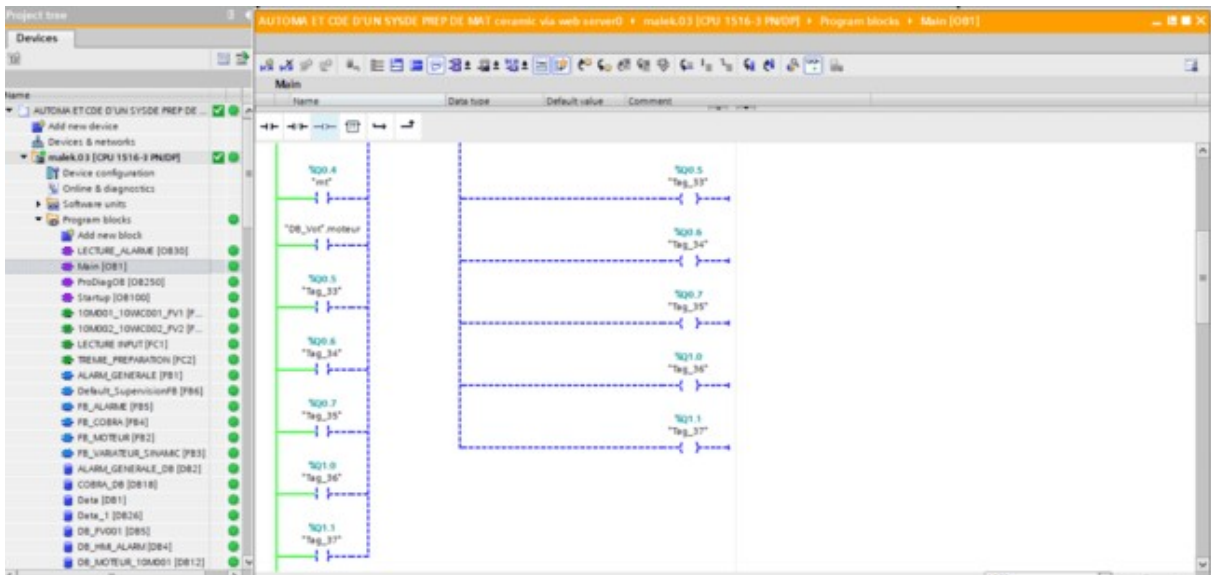 Project tree
AUTOMA ET CDE D'UN SYSDE PREP DE MAT ceramic via web server0 ▸ malek.03 [CPU 1516-3 PN/DP] ▸ Program blocks ▸ Main [OB1]
Devices
Main
Name
Name Data type Default value Comment
AUTOMA ET CDE D'UN SYSDE PREP DE ...
Add new device
Devices & networks
malek.03 [CPU 1516-3 PN/DP]
Device configuration
Online & diagnostics
Software units
Program blocks
Add new block
LECTURE_ALARME [OB30]
Main [OB1]
ProDiagOB [OB250]
Startup [OB100]
10M001_10WIC001_FV1 [F...
10M002_10WIC002_FV2 [F...
LECTURE INPUT [FC1]
TREMIE_PREPARATION [FC2]
ALARM_GENERALE [FB1]
Default_SupervisionFB [FB6]
FB_ALARME [FB5]
FB_COBRA [FB4]
FB_MOTEUR [FB2]
FB_VARIATEUR_SINAMIC [FB3]
ALARM_GENERALE_DB [DB2]
COBRA_DB [DB18]
Data [DB1]
Data_1 [DB26]
DB_FV001 [DB5]
DB_HMI_ALARM [DB4]
DB_MOTEUR_10M001 [DB12]
%Q0.4
"mt"
"DB_Vot".moteur
%Q0.5
"Tag_33"
%Q0.6
"Tag_34"
%Q0.7
"Tag_35"
%Q1.0
"Tag_36"
%Q1.1
"Tag_37"
%Q0.5
"Tag_33"
%Q0.6
"Tag_34"
%Q0.7
"Tag_35"
%Q1.0
"Tag_36"
%Q1.1
"Tag_37"